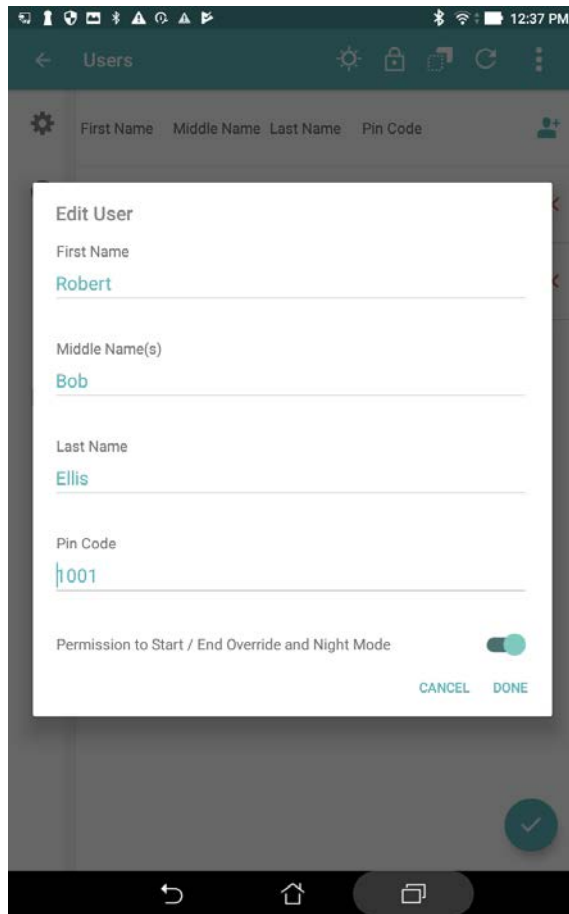 12:37 PM
Users
First Name Middle Name Last Name Pin Code
Edit User
First Name
Robert
Middle Name(s)
Bob
Last Name
Ellis
Pin Code
1001
Permission to Start / End Override and Night Mode
CANCEL DONE